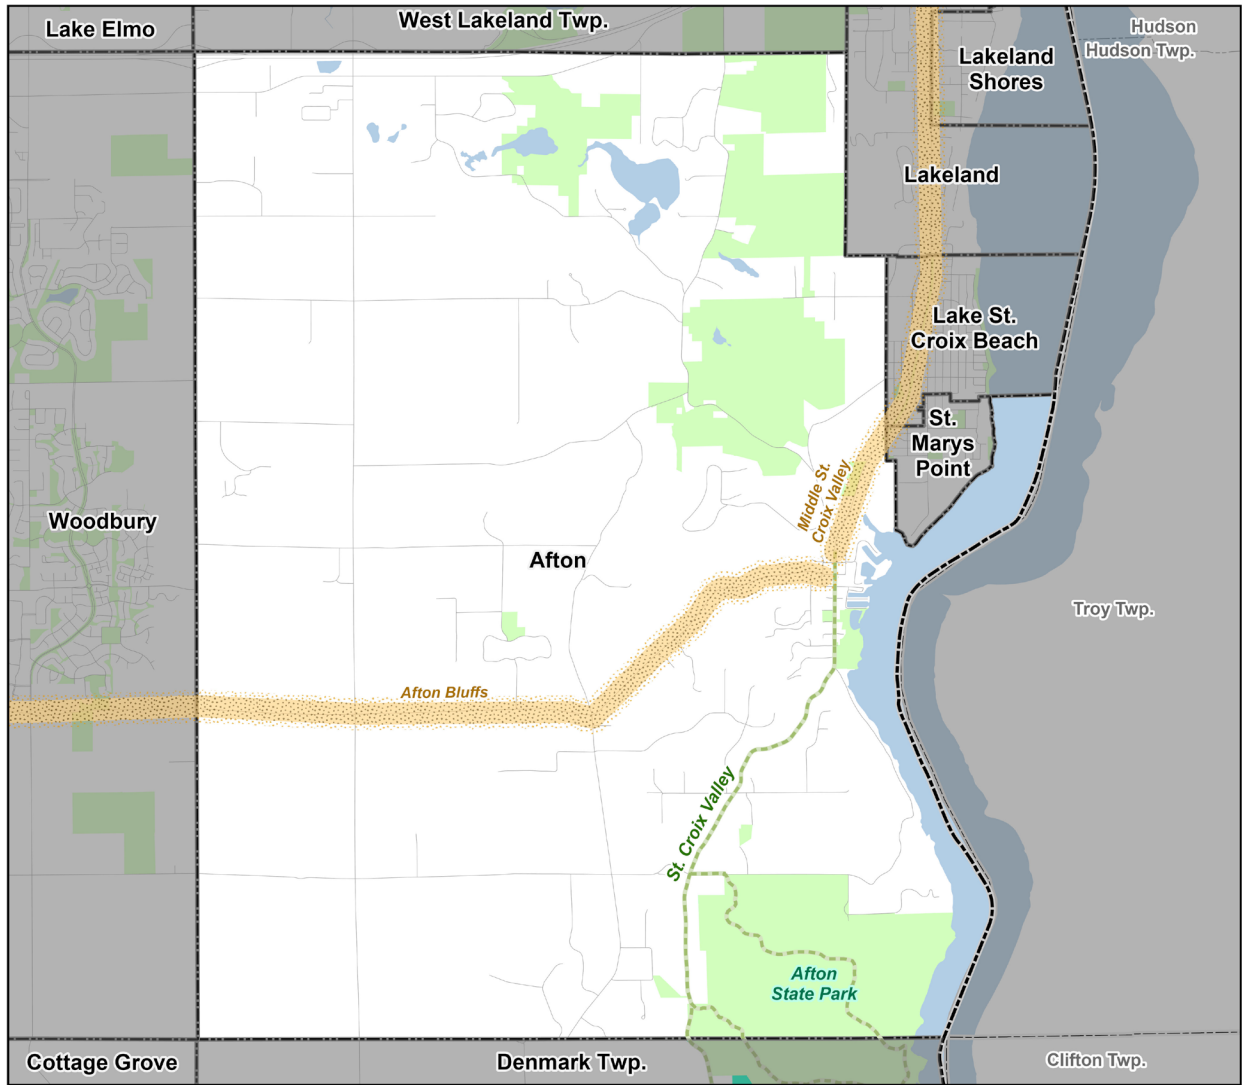 Lake Elmo
West Lakeland Twp.
Hudson
Hudson Twp.
Lakeland
Shores
Lakeland
Lake St.
Croix Beach
St.
Marys
Point
Middle St.
Croix Valley
Woodbury
Afton
Troy Twp.
Afton Bluffs
St. Croix Valley
Afton
State Park
Cottage Grove
Denmark Twp.
Clifton Twp.